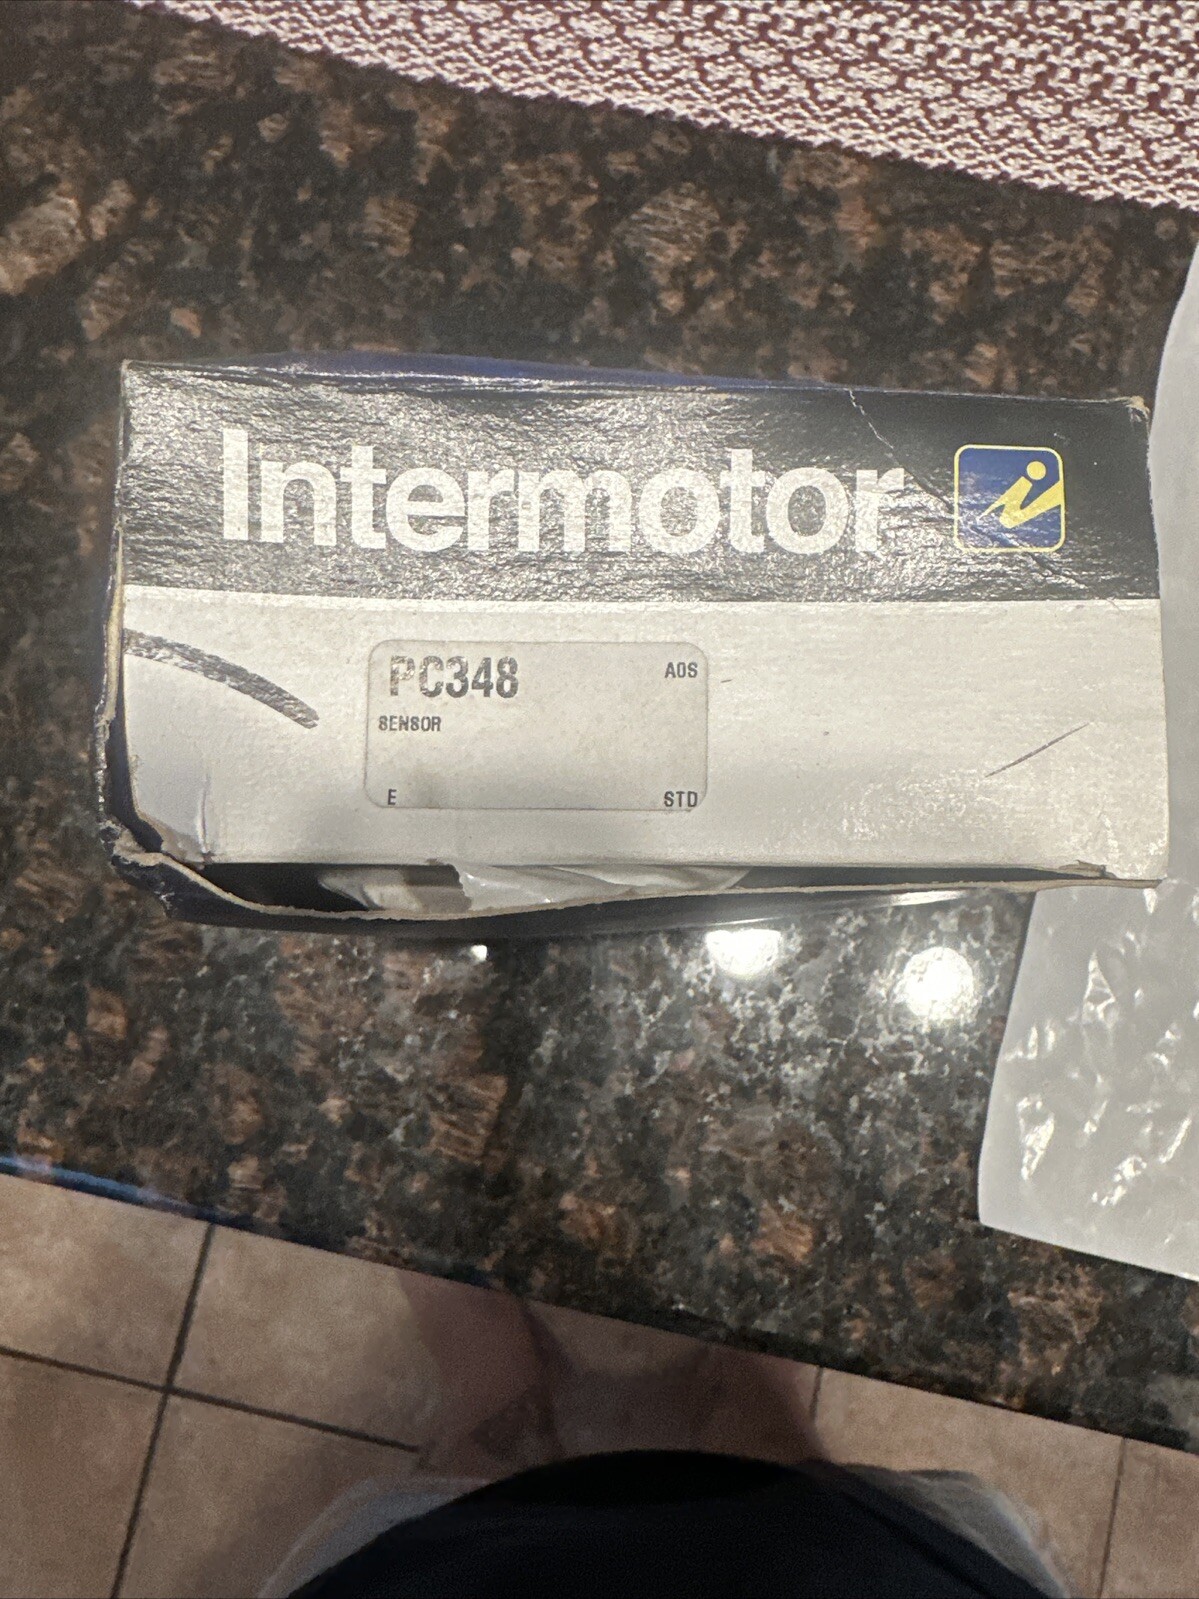 Intermotor
PC348 AOS
SENSOR
E STD